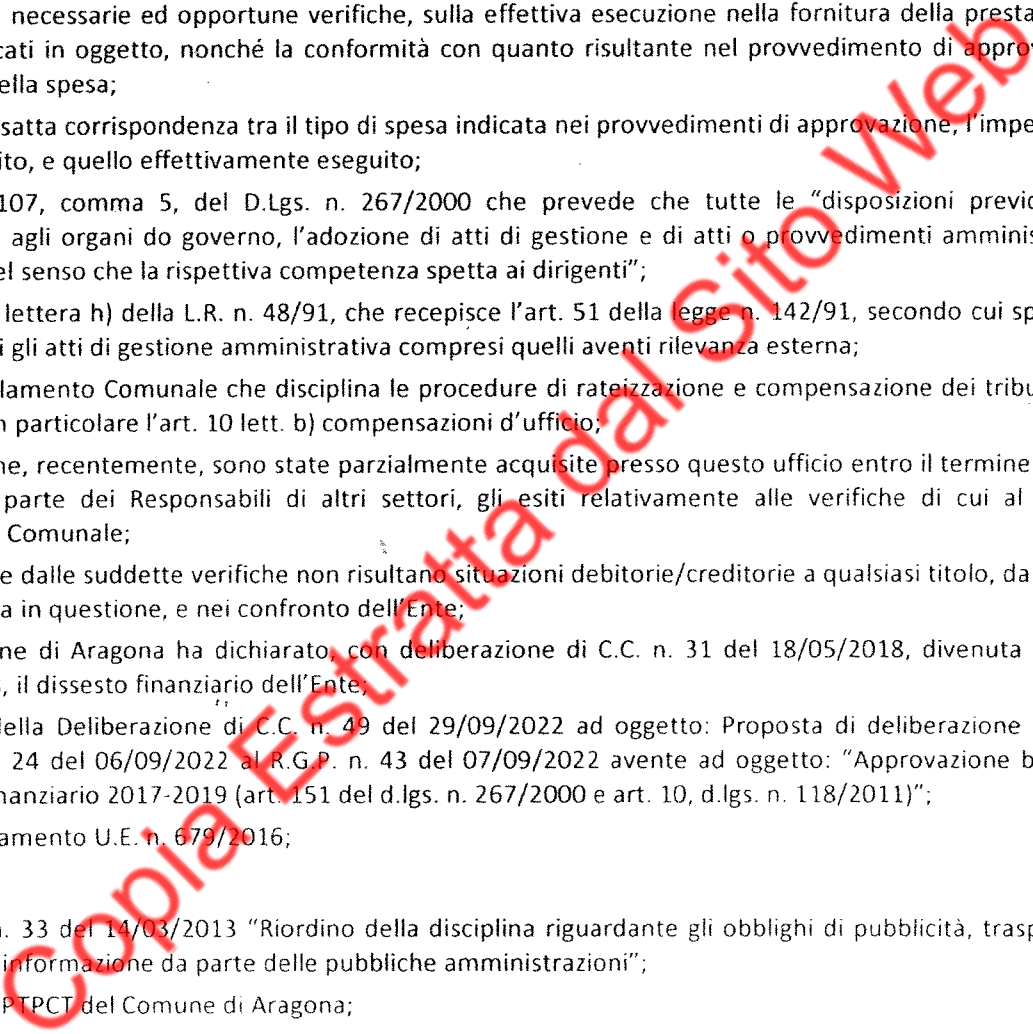 necessarie ed opportune verifiche, sulla effettiva esecuzione nella fornitura della presta
cati in oggetto, nonché la conformità con quanto risultante nel provvedimento di appro
ella spesa;
satta corrispondenza tra il tipo di spesa indicata nei provvedimenti di approvazione, l'impe
ito, e quello effettivamente eseguito;
107, comma 5, del D.Lgs. n. 267/2000 che prevede che tutte le "disposizioni previ
agli organi do governo, l'adozione di atti di gestione e di atti o provvedimenti amminis
el senso che la rispettiva competenza spetta ai dirigenti";
lettera h) della L.R. n. 48/91, che recepisce l'art. 51 della legge n. 142/91, secondo cui sp
i gli atti di gestione amministrativa compresi quelli aventi rilevanza esterna;
lamento Comunale che disciplina le procedure di rateizzazione e compensazione dei tribu
n particolare l'art. 10 lett. b) compensazioni d'ufficio;
he, recentemente, sono state parzialmente acquisite presso questo ufficio entro il termine
parte dei Responsabili di altri settori, gli esiti relativamente alle verifiche di cui al
Comunale;
e dalle suddette verifiche non risultano situazioni debitorie/creditorie a qualsiasi titolo, da
a in questione, e nei confronto dell'Ente;
ne di Aragona ha dichiarato, con deliberazione di C.C. n. 31 del 18/05/2018, divenuta
, il dissesto finanziario dell'Ente;
della Deliberazione di C.C. n. 49 del 29/09/2022 ad oggetto: Proposta di deliberazione
24 del 06/09/2022 al R.G.P. n. 43 del 07/09/2022 avente ad oggetto: "Approvazione b
nanziario 2017-2019 (art. 151 del d.lgs. n. 267/2000 e art. 10, d.lgs. n. 118/2011)";
amento U.E. n. 679/2016;
n. 33 del 14/03/2013 "Riordino della disciplina riguardante gli obblighi di pubblicità, trasp
informazione da parte delle pubbliche amministrazioni";
PTPCT del Comune di Aragona;
Copia Estratta dal Sito Web